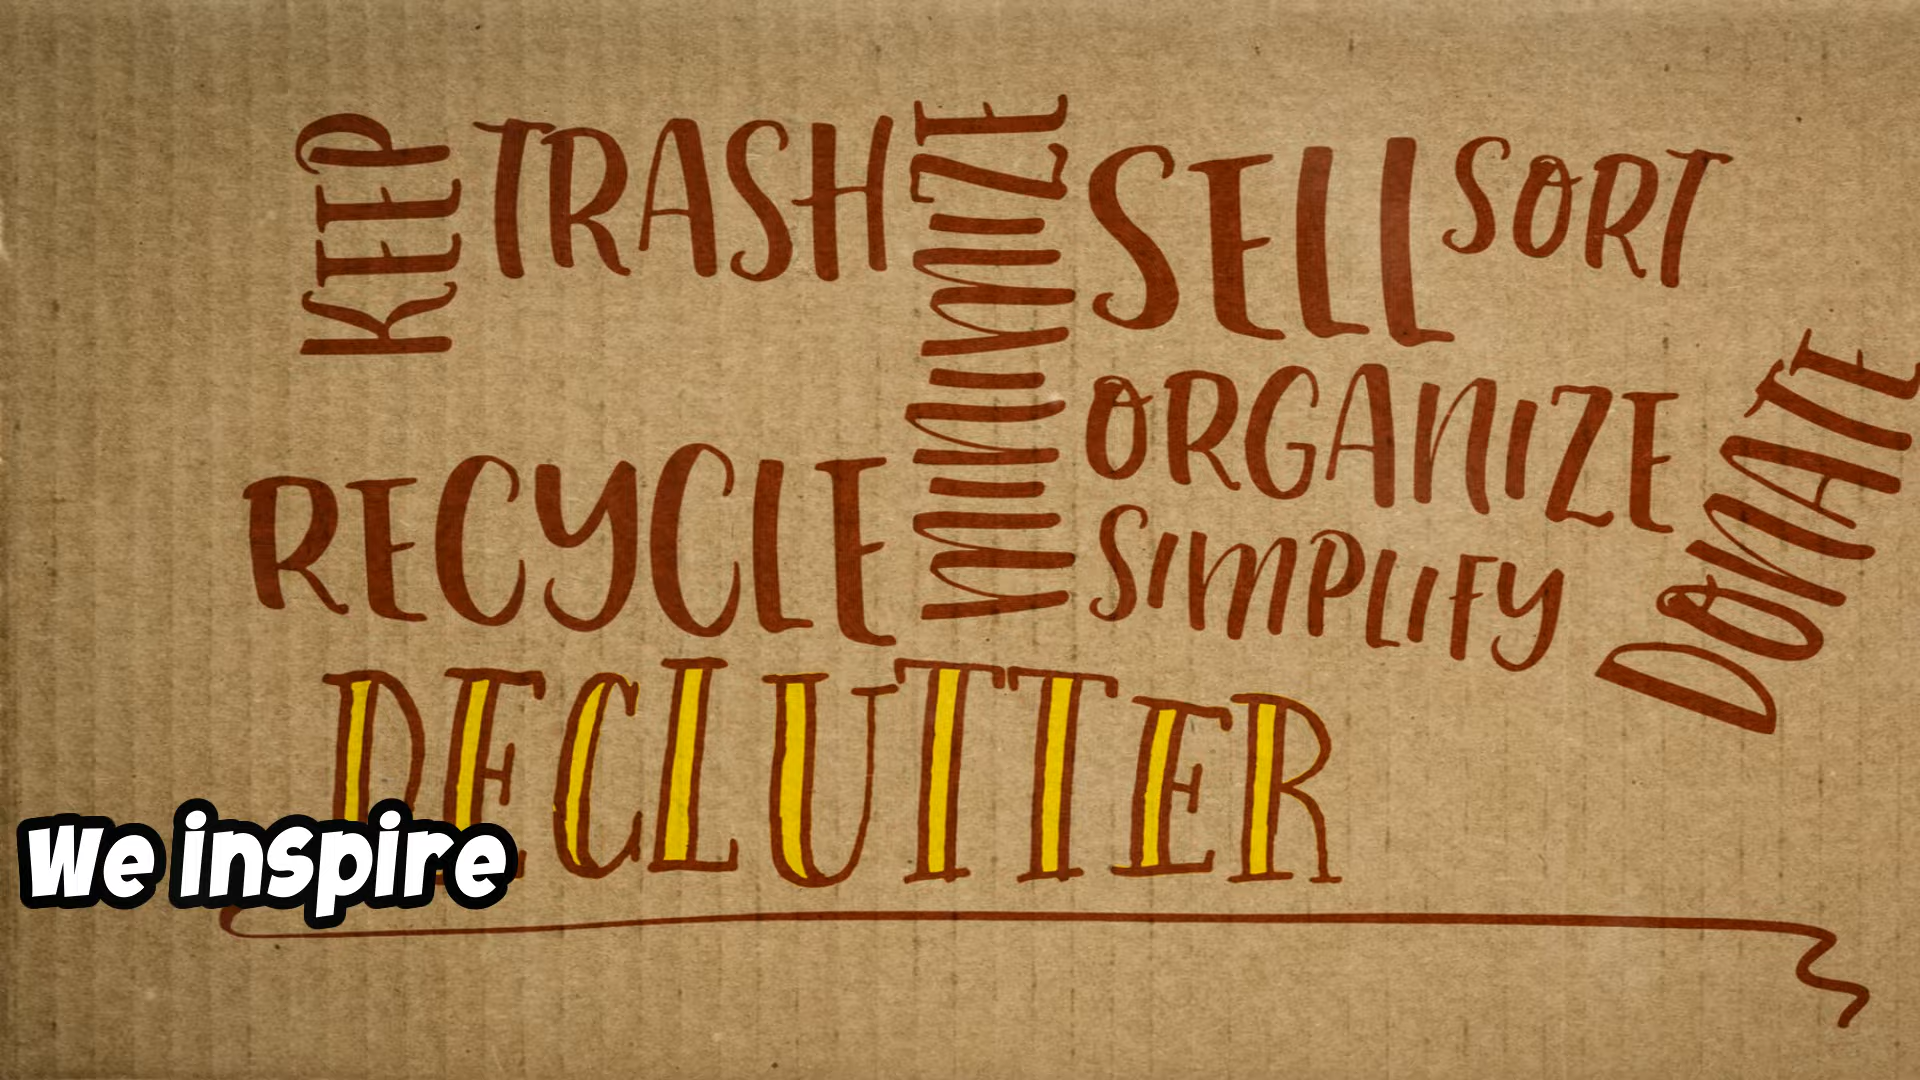 KEEP
TRASH
MINIMIZE
SELL
SORT
ORGANIZE
DONATE
RECYCLE
SIMPLIFY
DECLUTTER
We inspire